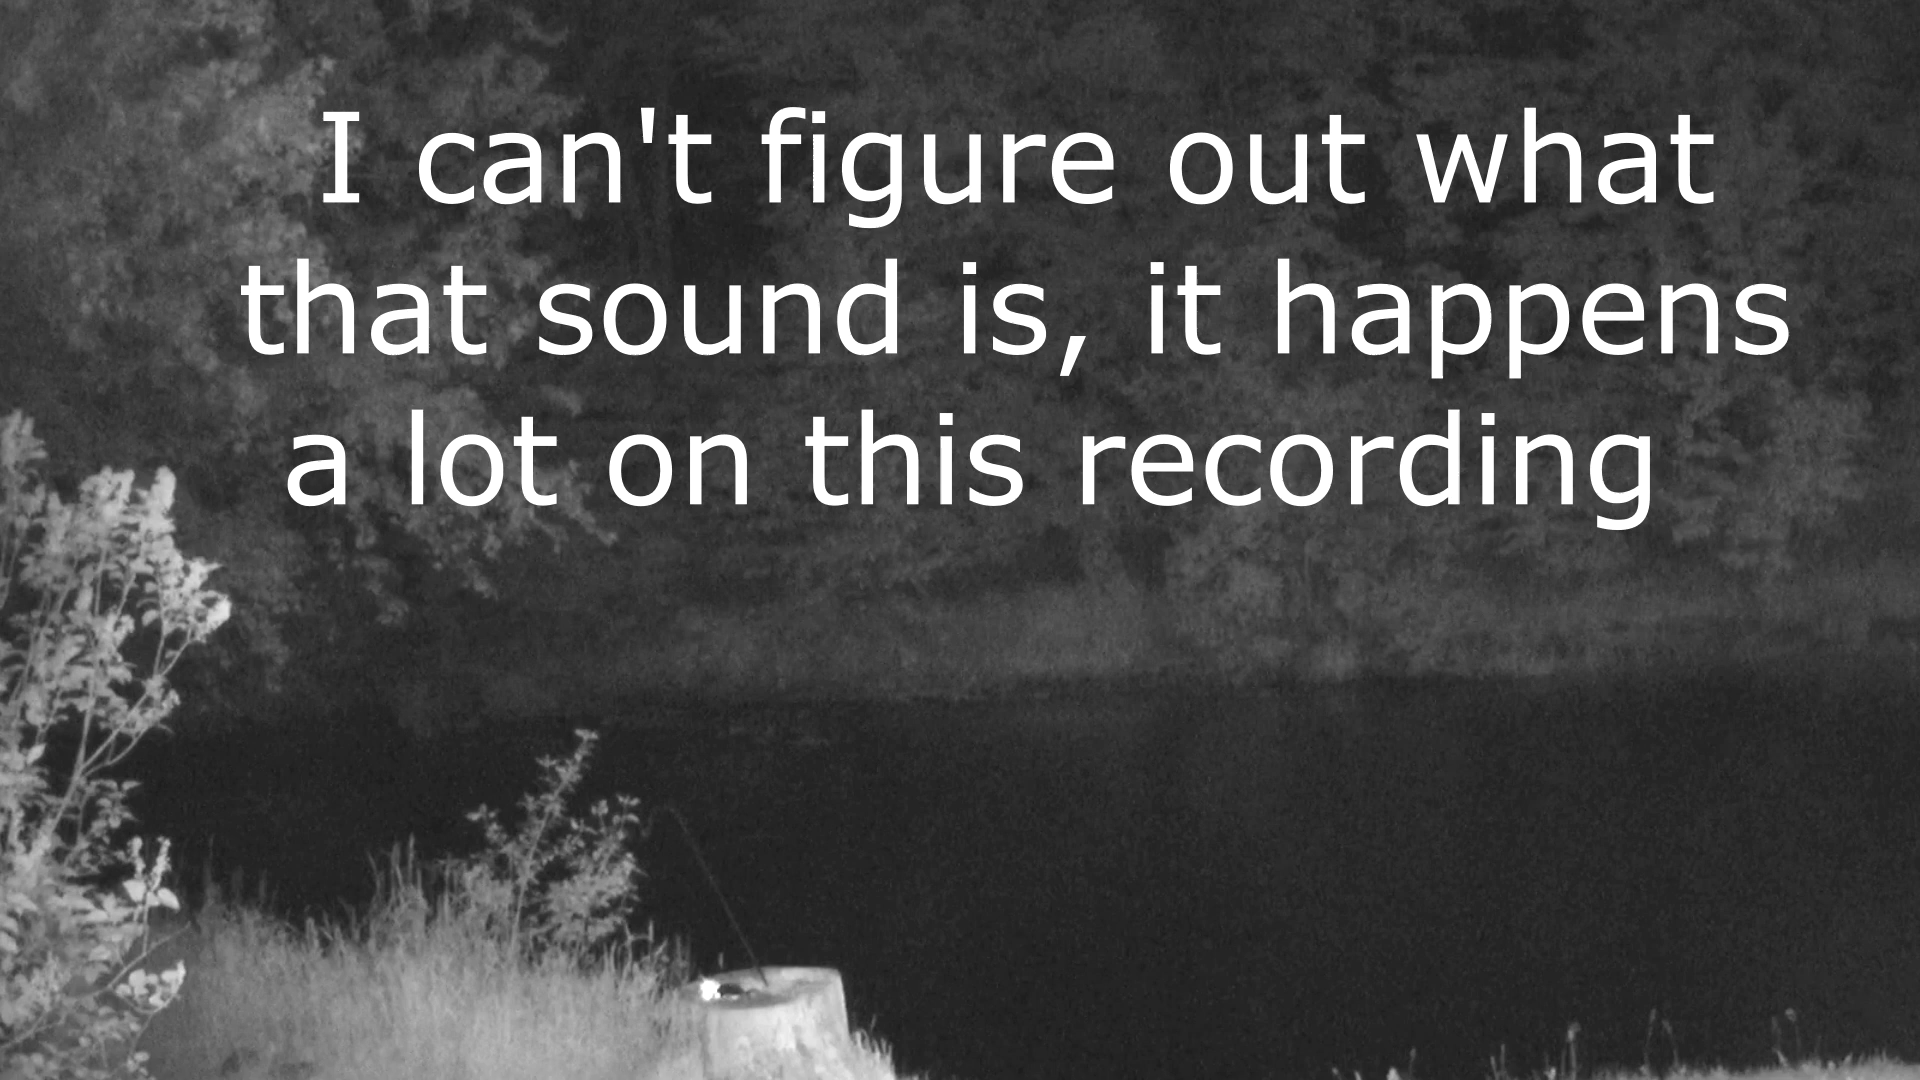 I can't figure out what
that sound is, it happens
a lot on this recording